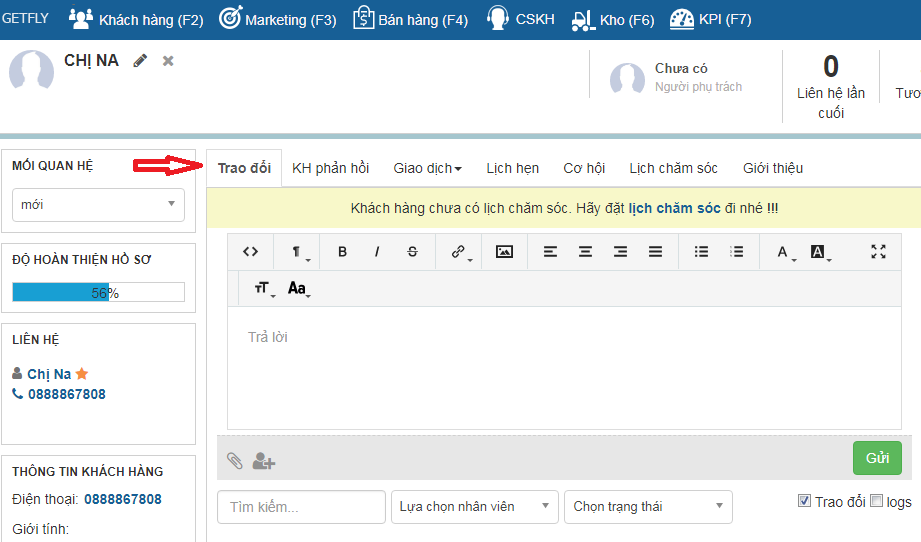 GETFLY Khách hàng (F2) Marketing (F3) Bán hàng (F4) CSKH Kho (F6) KPI (F7)
CHỊ NA
Chưa có
Người phụ trách
0
Liên hệ lần
cuối
Tươ
MỐI QUAN HỆ
mới
ĐỘ HOÀN THIỆN HỒ SƠ
56%
LIÊN HỆ
Chị Na
0888867808
THÔNG TIN KHÁCH HÀNG
Điện thoại: 0888867808
Giới tính:
Trao đổi KH phản hồi Giao dịch Lịch hẹn Cơ hội Lịch chăm sóc Giới thiệu
Khách hàng chưa có lịch chăm sóc. Hãy đặt lịch chăm sóc đi nhé !!!
B I S A A
TT Aa
Trả lời
Gửi
Tìm kiếm... Lựa chọn nhân viên Chọn trạng thái Trao đổi logs